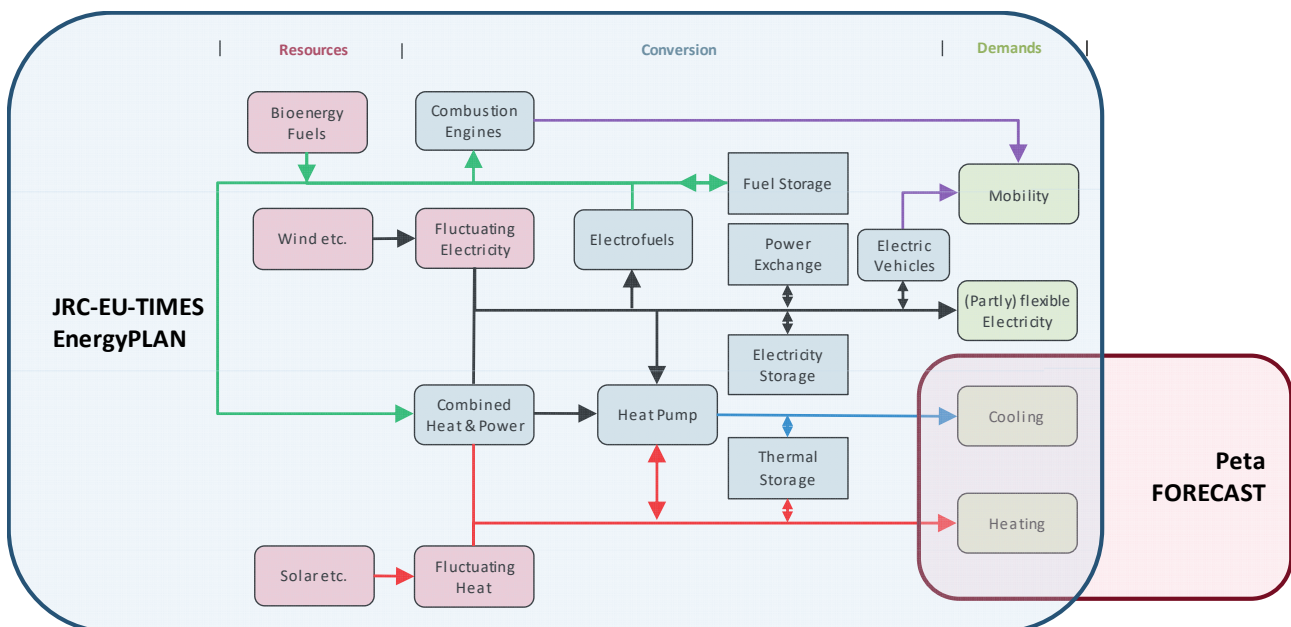 Resources
Conversion
Demands
Bioenergy
Fuels
Combustion
Engines
Fuel Storage
Mobility
Wind etc.
Fluctuating
Electricity
Electrofuels
Power
Exchange
Electric
Vehicles
(Partly) flexible
Electricity
JRC-EU-TIMES
EnergyPLAN
Electricity
Storage
Combined
Heat & Power
Heat Pump
Cooling
Thermal
Storage
Peta
FORECAST
Heating
Solar etc.
Fluctuating
Heat